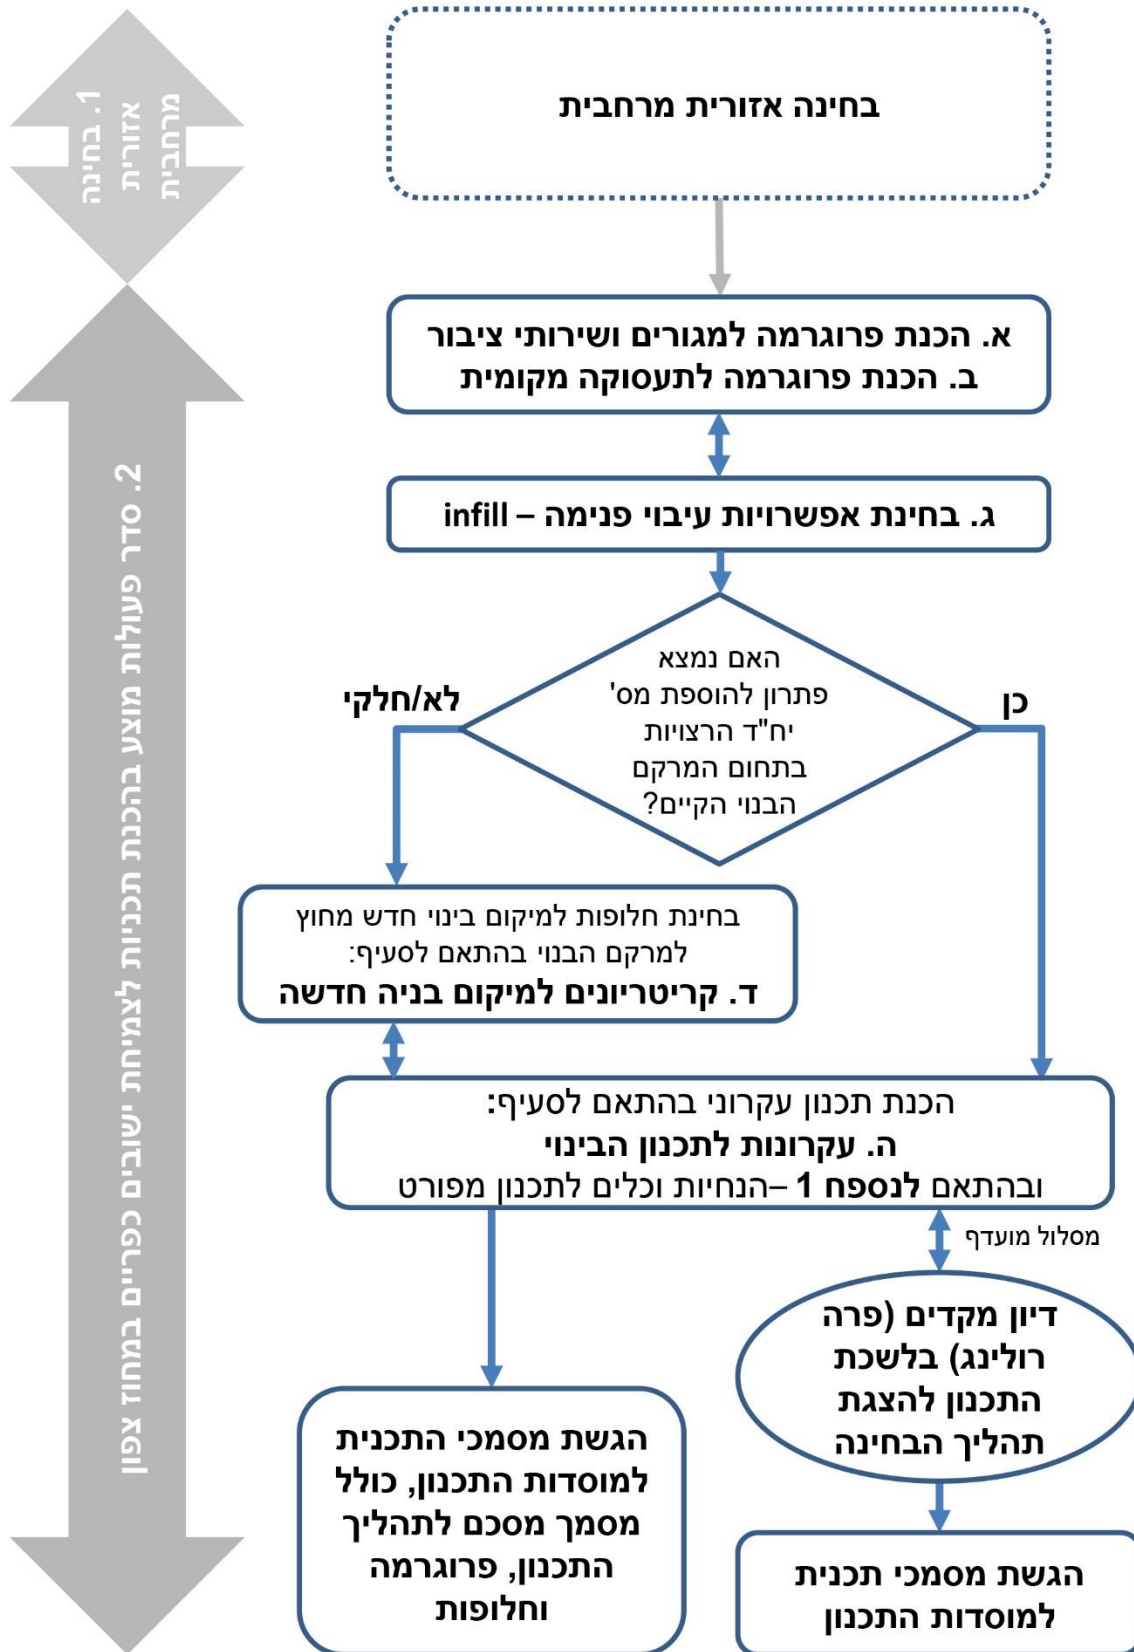 1. בחינה
אזורית
מרחבית
בחינה אזורית מרחבית
2. סדר פעולות מוצע בהכנת תכניות לצמיחת ישובים כפריים במחוז צפון
א. הכנת פרוגרמה למגורים ושירותי ציבור
ב. הכנת פרוגרמה לתעסוקה מקומית
ג. בחינת אפשרויות עיבוי פנימה – infill
האם נמצא
פתרון להוספת מס'
יח"ד הרצויות
בתחום המרקם
הבנוי הקיים?
כן
לא/חלקי
בחינת חלופות למיקום בינוי חדש מחוץ
למרקם הבנוי בהתאם לסעיף:
ד. קריטריונים למיקום בניה חדשה
הכנת תכנון עקרוני בהתאם לסעיף:
ה. עקרונות לתכנון הבינוי
ובהתאם לנספח 1 –הנחיות וכלים לתכנון מפורט
מסלול מועדף
דיון מקדים (פרה
רולינג) בלשכת
התכנון להצגת
תהליך הבחינה
הגשת מסמכי תכנית
למוסדות התכנון
הגשת מסמכי התכנית
למוסדות התכנון, כולל
מסמך מסכם לתהליך
התכנון, פרוגרמה
וחלופות